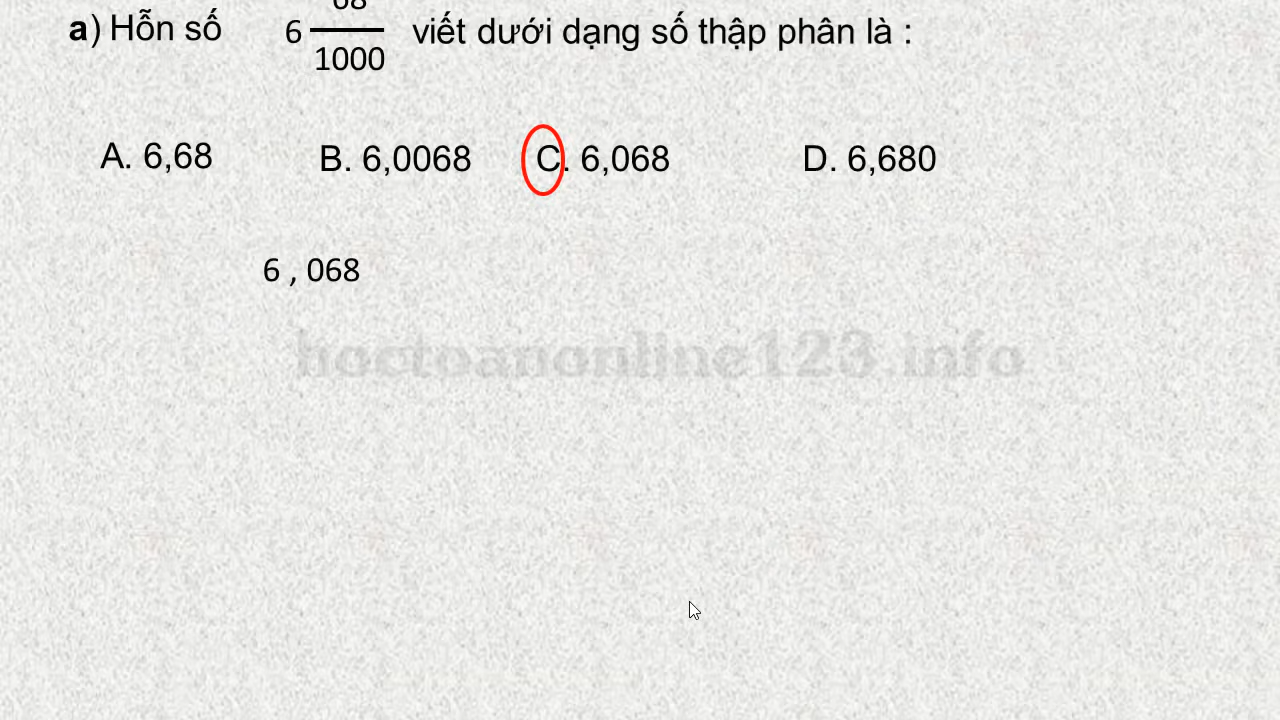 68
a) Hỗn số 6 1000 viết dưới dạng số thập phân là :
A. 6,68 B. 6,0068 C. 6,068 D. 6,680
6 , 068
hoctoanonline123.info